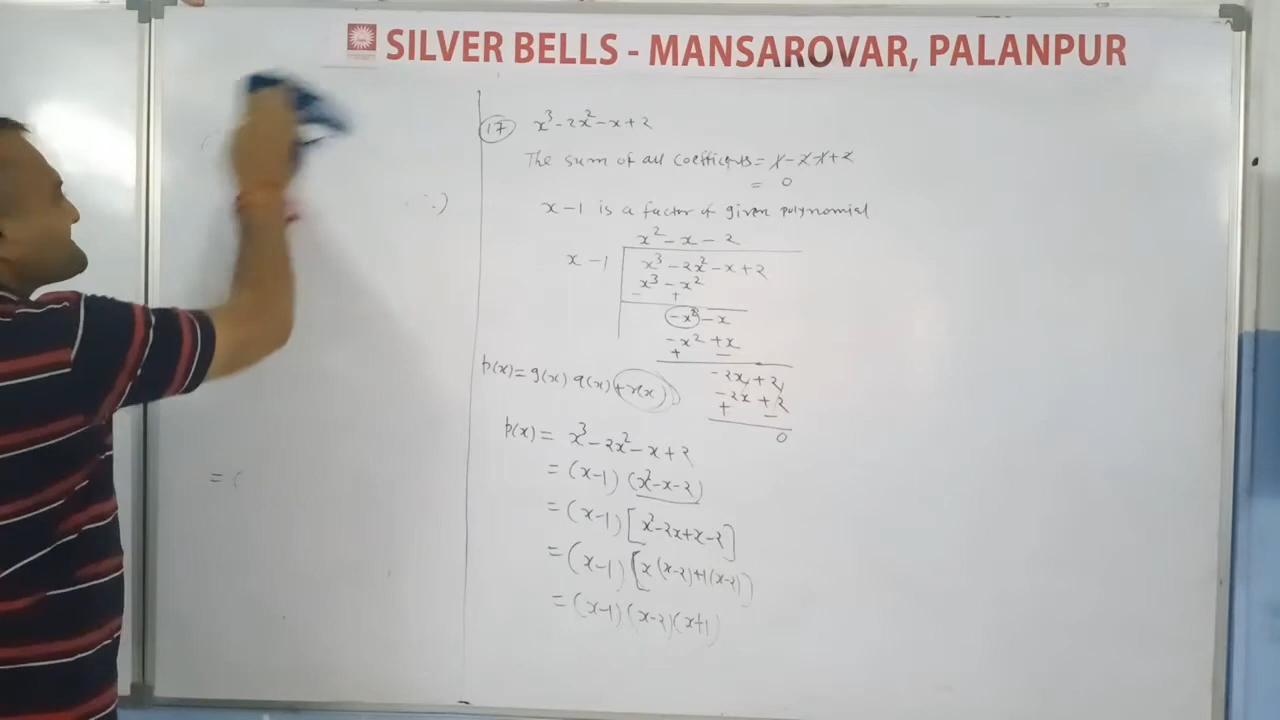 SILVER BELLS - MANSAROVAR, PALANPUR
17 x³-2x²-x+2
The sum of all coefficients = 1-2-1+2
= 0
x-1 is a factor of given polynomial
x²-x-2
x-1 x³-2x²-x+2
x³-x²
- +
-x²-x
-x²+x
+ -
p(x)=g(x) q(x)+r(x)
-2x+2
-2x+2
+ -
0
p(x)= x³-2x²-x+2
=(x-1)(x²-x-2)
=(x-1)[x²-2x+x-2]
=(x-1)[x(x-2)+1(x-2)]
=(x-1)(x-2)(x+1)
∴)
=(